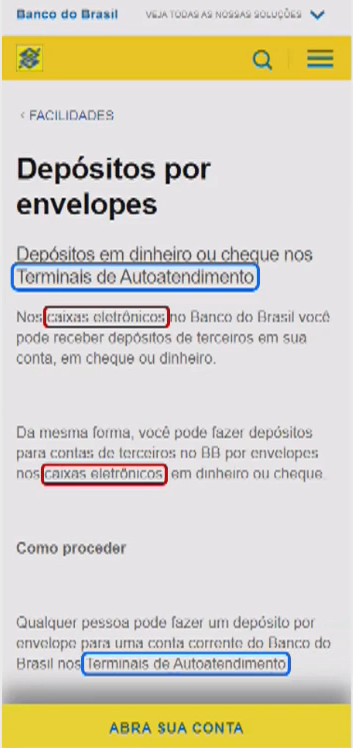 Banco do Brasil VEJA TODAS AS NOSSAS SOLUÇÕES
< FACILIDADES
Depósitos por
envelopes
Depósitos em dinheiro ou cheque nos
Terminais de Autoatendimento
Nos caixas eletrônicos no Banco do Brasil você
pode receber depósitos de terceiros em sua
conta, em cheque ou dinheiro.
Da mesma forma, você pode fazer depósitos
para contas de terceiros no BB por envelopes
nos caixas eletrônicos, em dinheiro ou cheque.
Como proceder
Qualquer pessoa pode fazer um depósito por
envelope para uma conta corrente do Banco do
Brasil nos Terminais de Autoatendimento
ABRA SUA CONTA